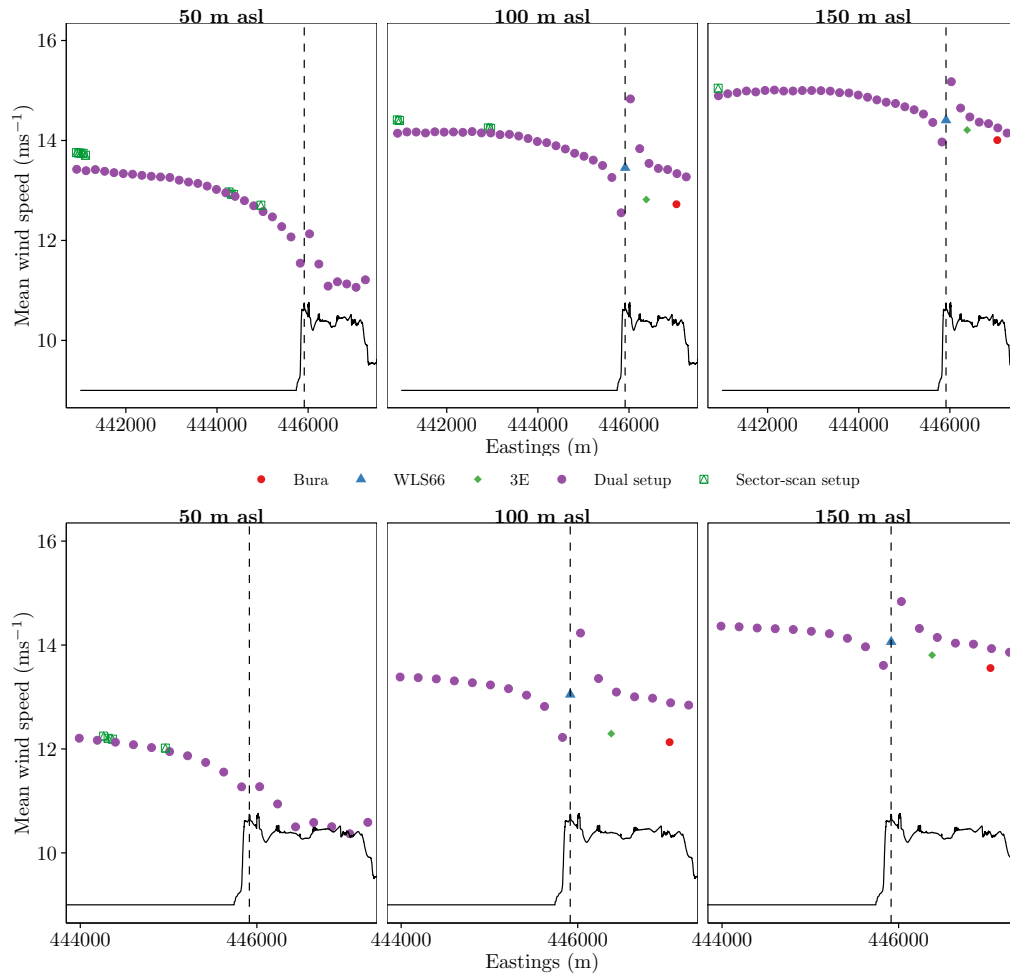 50 m asl 100 m asl 150 m asl
Mean wind speed (ms⁻¹)
16
14
12
10
442000 444000 446000 442000 444000 446000 442000 444000 446000
Eastings (m)
Bura WLS66 3E Dual setup Sector-scan setup
50 m asl 100 m asl 150 m asl
Mean wind speed (ms⁻¹)
16
14
12
10
444000 446000 444000 446000 444000 446000
Eastings (m)